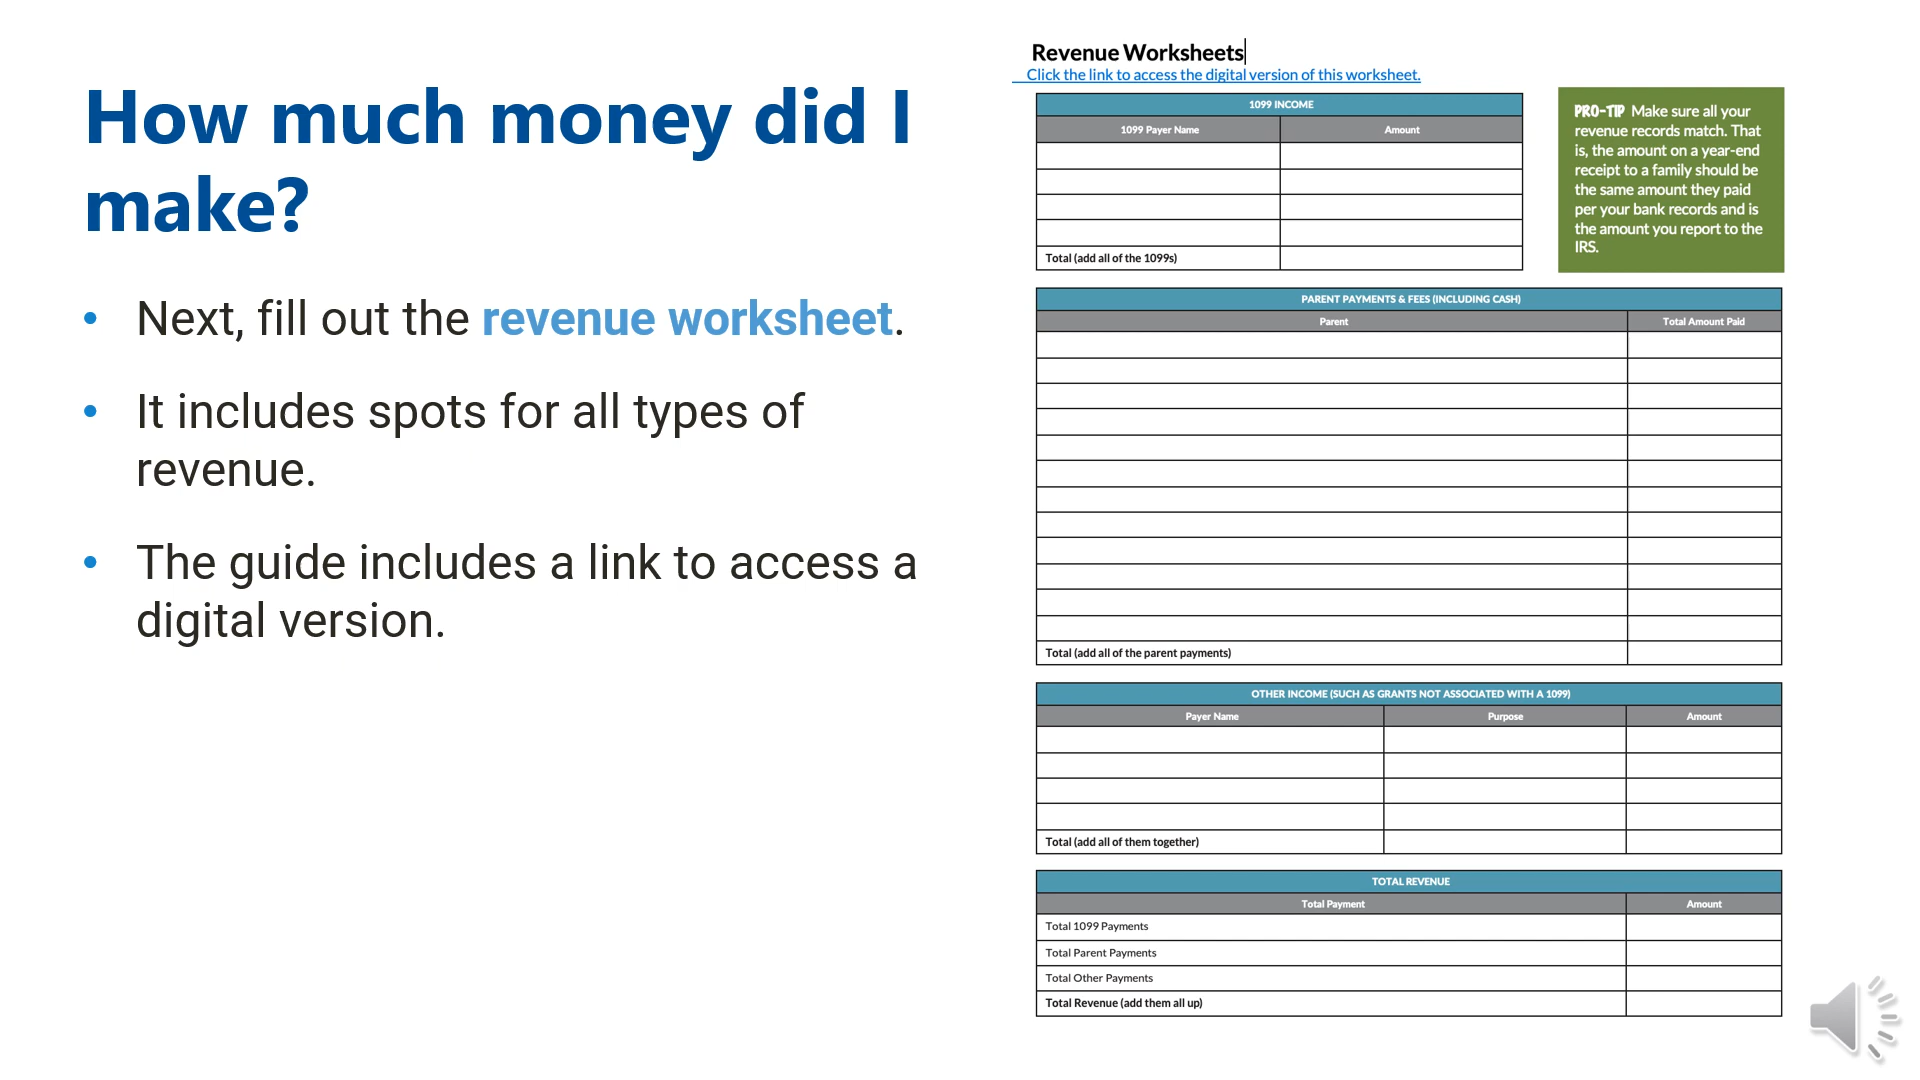 How much money did I
make?
• Next, fill out the revenue worksheet.
• It includes spots for all types of
revenue.
• The guide includes a link to access a
digital version.
Revenue Worksheets
Click the link to access the digital version of this worksheet.
1099 INCOME
1099 Payer Name Amount
Total (add all of the 1099s)
PRO-TIP Make sure all your
revenue records match. That
is, the amount on a year-end
receipt to a family should be
the same amount they paid
per your bank records and is
the amount you report to the
IRS.
PARENT PAYMENTS & FEES (INCLUDING CASH)
Parent Total Amount Paid
Total (add all of the parent payments)
OTHER INCOME (SUCH AS GRANTS NOT ASSOCIATED WITH A 1099)
Payer Name Purpose Amount
Total (add all of them together)
TOTAL REVENUE
Total Payment Amount
Total 1099 Payments
Total Parent Payments
Total Other Payments
Total Revenue (add them all up)